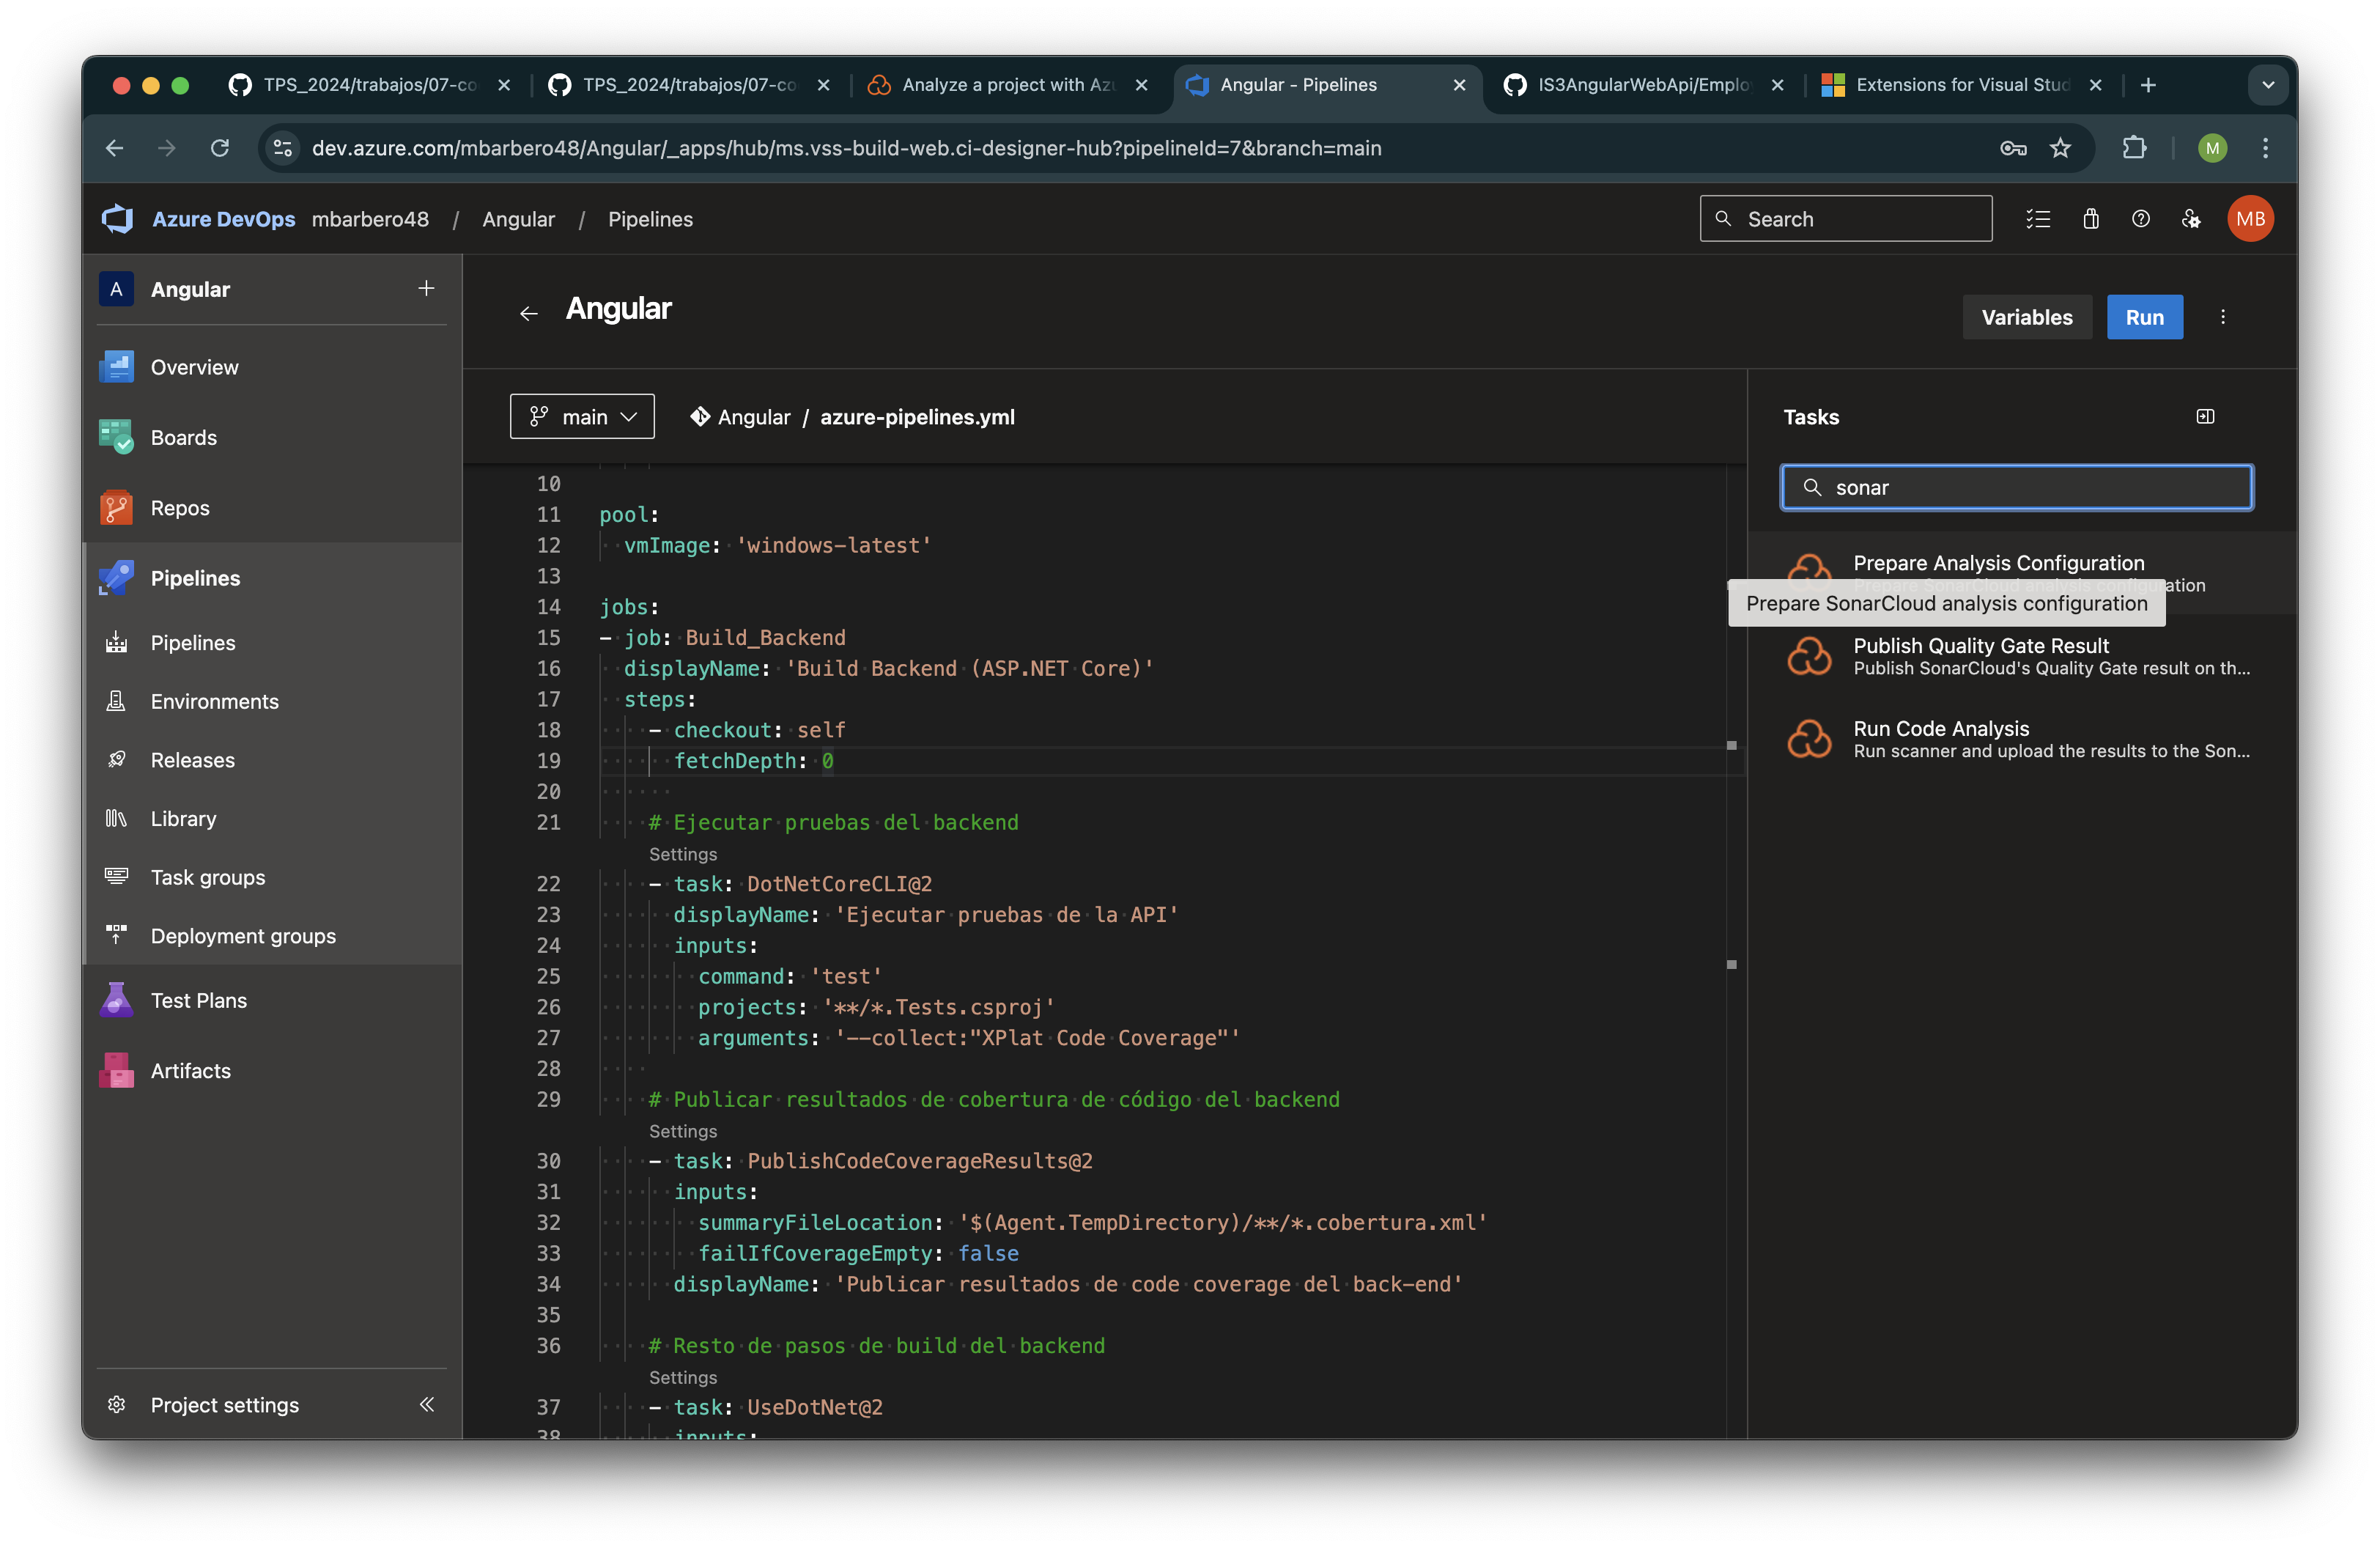 TPS_2024/trabajos/07-co
TPS_2024/trabajos/07-co
Analyze a project with Azu
Angular - Pipelines
IS3AngularWebApi/Emplo
Extensions for Visual Stud
dev.azure.com/mbarbero48/Angular/_apps/hub/ms.vss-build-web.ci-designer-hub?pipelineId=7&branch=main
M
Azure DevOps mbarbero48 / Angular / Pipelines
Search
MB
A Angular
Overview
Boards
Repos
Pipelines
Pipelines
Environments
Releases
Library
Task groups
Deployment groups
Test Plans
Artifacts
Project settings
Angular
Variables
Run
main
Angular / azure-pipelines.yml
10
11 pool:
12 vmImage: 'windows-latest'
13
14 jobs:
15 - job: Build_Backend
16 displayName: 'Build Backend (ASP.NET Core)'
17 steps:
18 - checkout: self
19 fetchDepth: 0
20
21 # Ejecutar pruebas del backend
Settings
22 - task: DotNetCoreCLI@2
23 displayName: 'Ejecutar pruebas de la API'
24 inputs:
25 command: 'test'
26 projects: '**/*.Tests.csproj'
27 arguments: '--collect:"XPlat Code Coverage"'
28
29 # Publicar resultados de cobertura de código del backend
Settings
30 - task: PublishCodeCoverageResults@2
31 inputs:
32 summaryFileLocation: '$(Agent.TempDirectory)/**/*.cobertura.xml'
33 failIfCoverageEmpty: false
34 displayName: 'Publicar resultados de code coverage del back-end'
35
36 # Resto de pasos de build del backend
Settings
37 - task: UseDotNet@2
38 inputs:
Tasks
sonar
Prepare Analysis Configuration
Prepare SonarCloud analysis configuration
Prepare SonarCloud analysis configuration
Publish Quality Gate Result
Publish SonarCloud's Quality Gate result on th...
Run Code Analysis
Run scanner and upload the results to the Son...